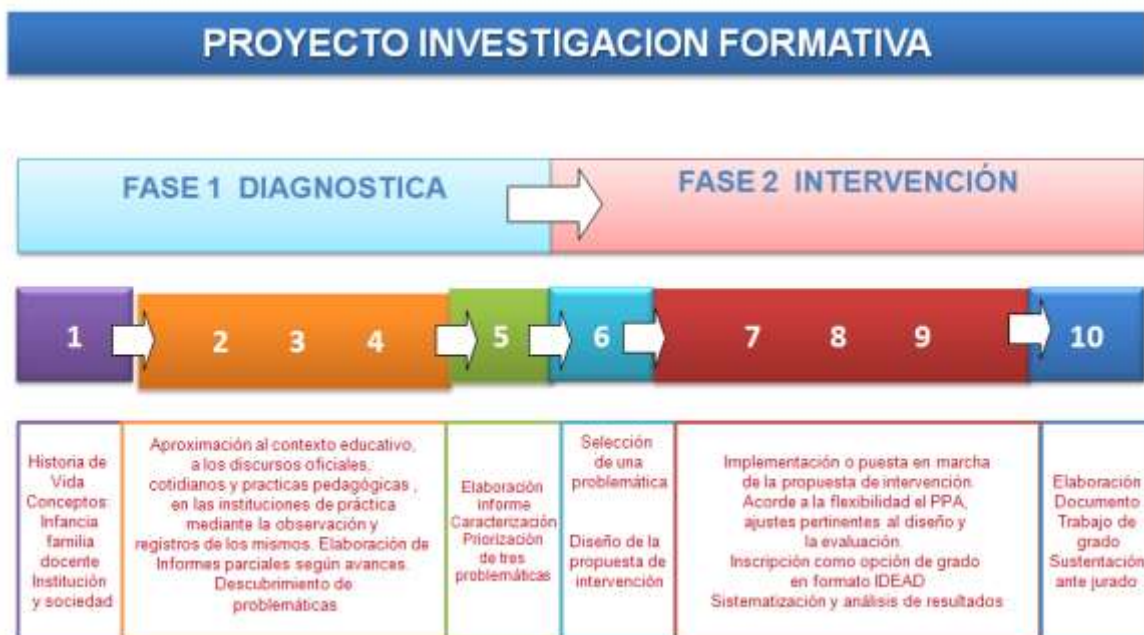 PROYECTO INVESTIGACION FORMATIVA
FASE 1 DIAGNOSTICA
FASE 2 INTERVENCIÓN
1
2 3 4
5
6
7 8 9
10
Historia de
Vida
Conceptos:
Infancia
familia
docente
Institución
y sociedad
Aproximación al contexto educativo,
a los discursos oficiales,
cotidianos y practicas pedagógicas ,
en las instituciones de práctica
mediante la observación y
registros de los mismos. Elaboración de
Informes parciales según avances.
Descubrimiento de
problemáticas
Elaboración
informe
Caracterización
Priorización
de tres
problemáticas
Selección
de una
problemática
Diseño de la
propuesta de
intervención
Implementación o puesta en marcha
de la propuesta de intervención.
Acorde a la flexibilidad el PPA,
ajustes pertinentes al diseño y
la evaluación.
Inscripción como opción de grado
en formato IDEAD
Sistematización y análisis de resultados
Elaboración
Documento
Trabajo de
grado
Sustentación
ante jurado